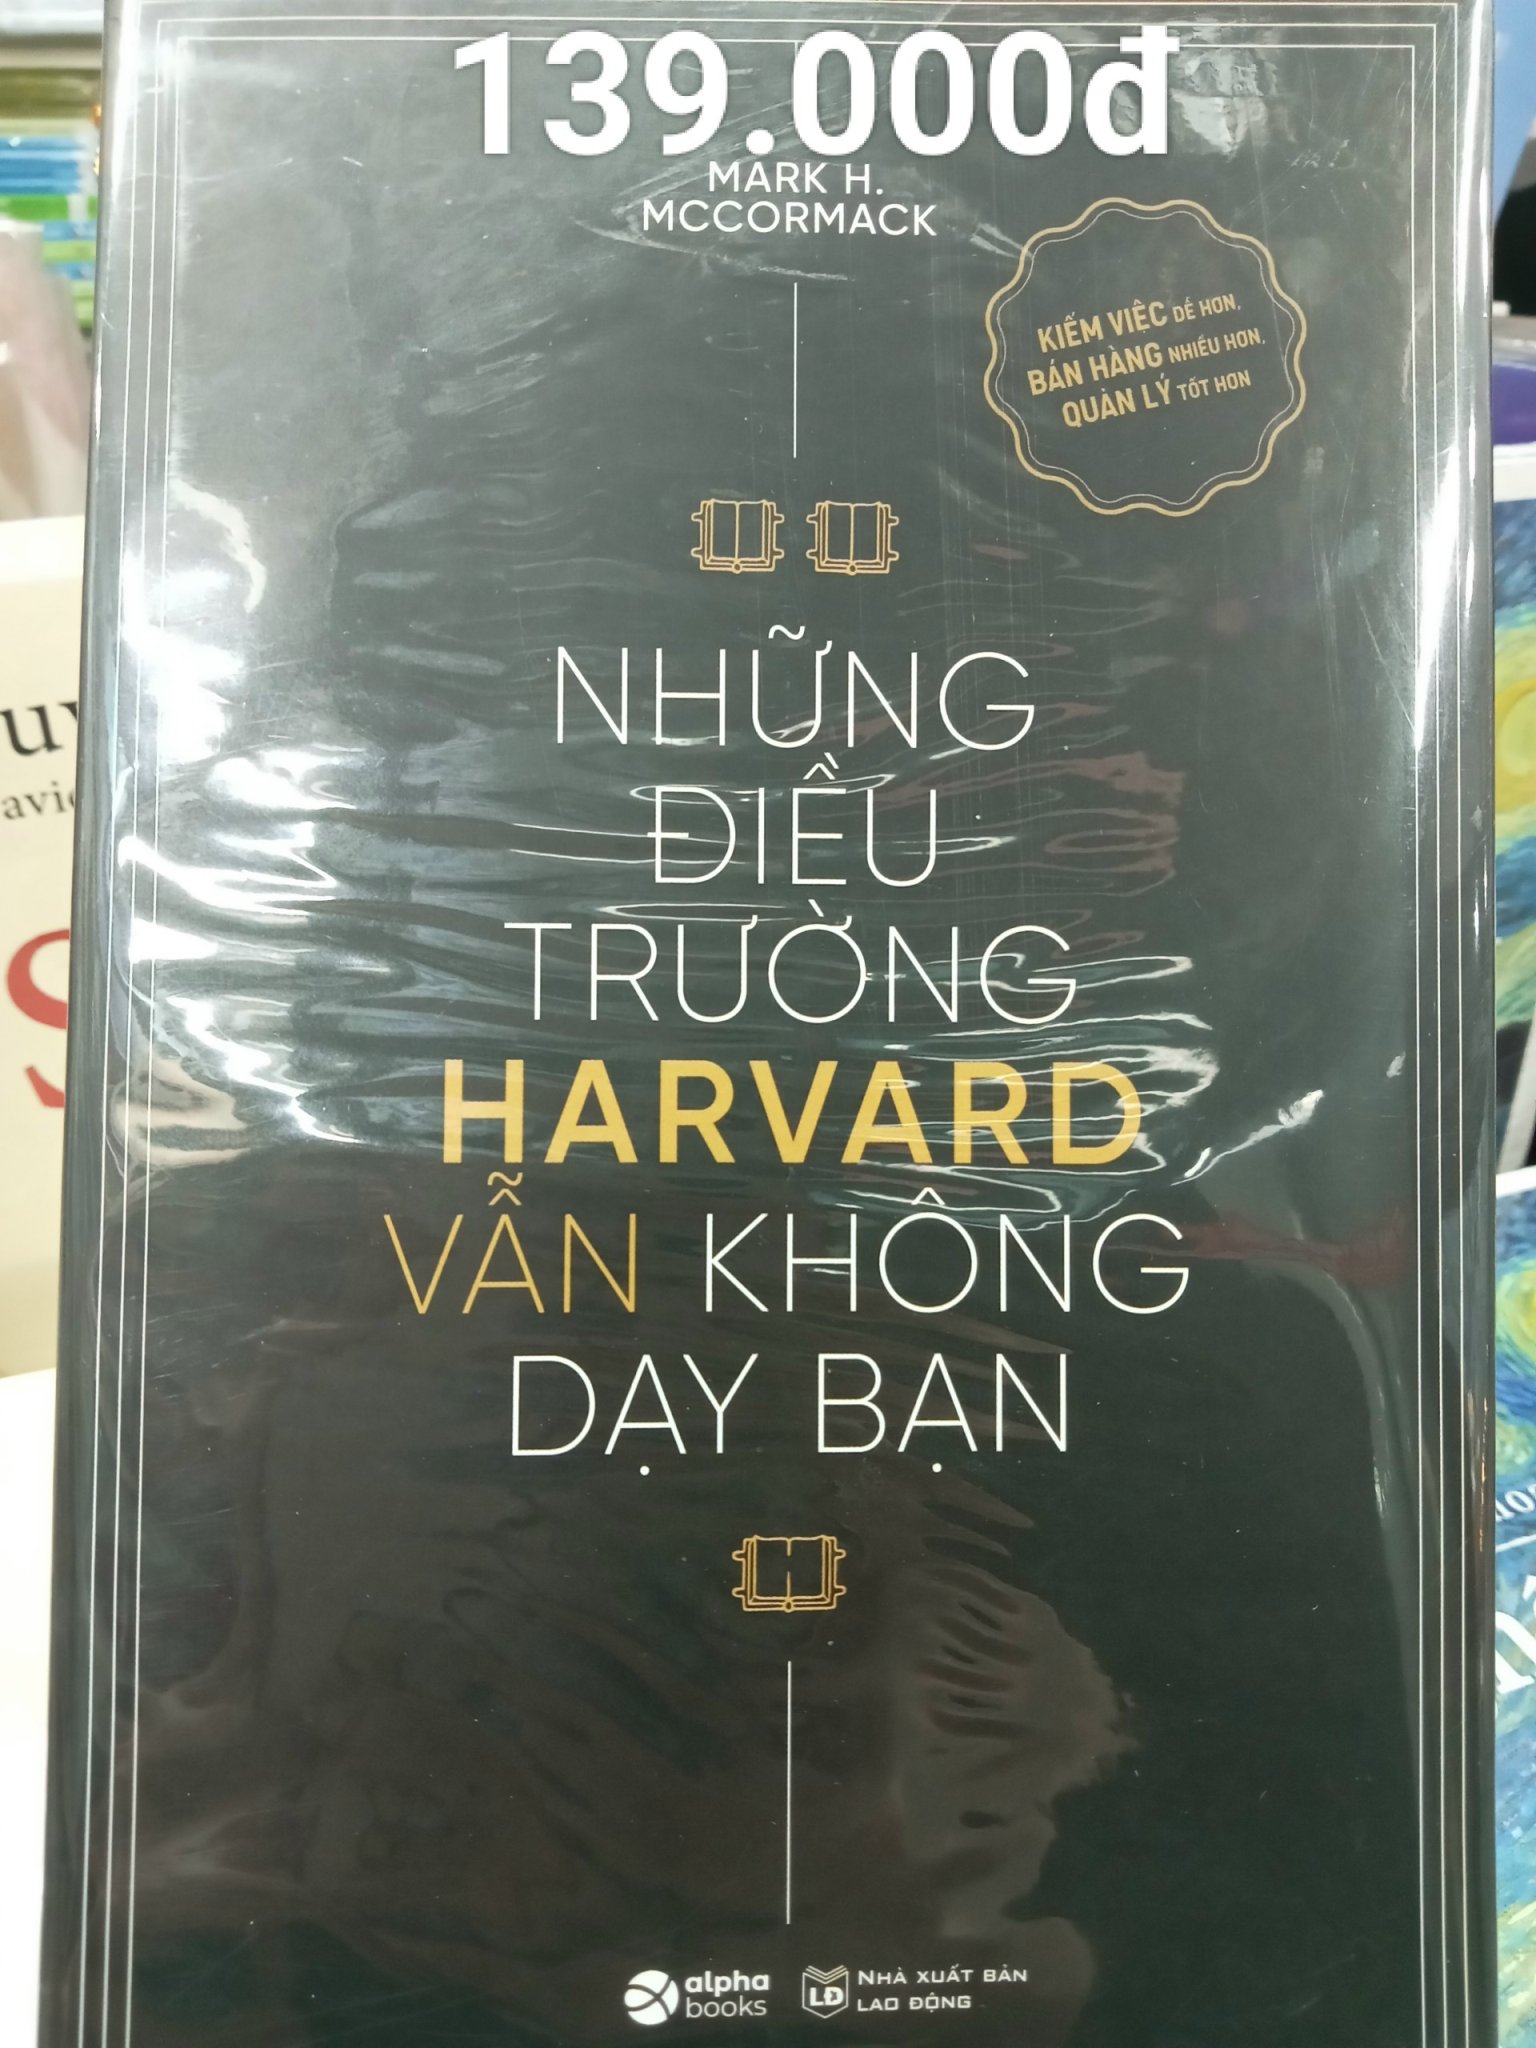 139.000đ
MARK H.
MCCORMACK
KIẾM VIỆC DỄ HƠN,
BÁN HÀNG NHIỀU HƠN,
QUẢN LÝ TỐT HƠN
NHỮNG
ĐIỀU
TRƯỜNG
HARVARD
VẪN KHÔNG
DẠY BẠN
alpha
books
LĐ
NHÀ XUẤT BẢN
LAO ĐỘNG